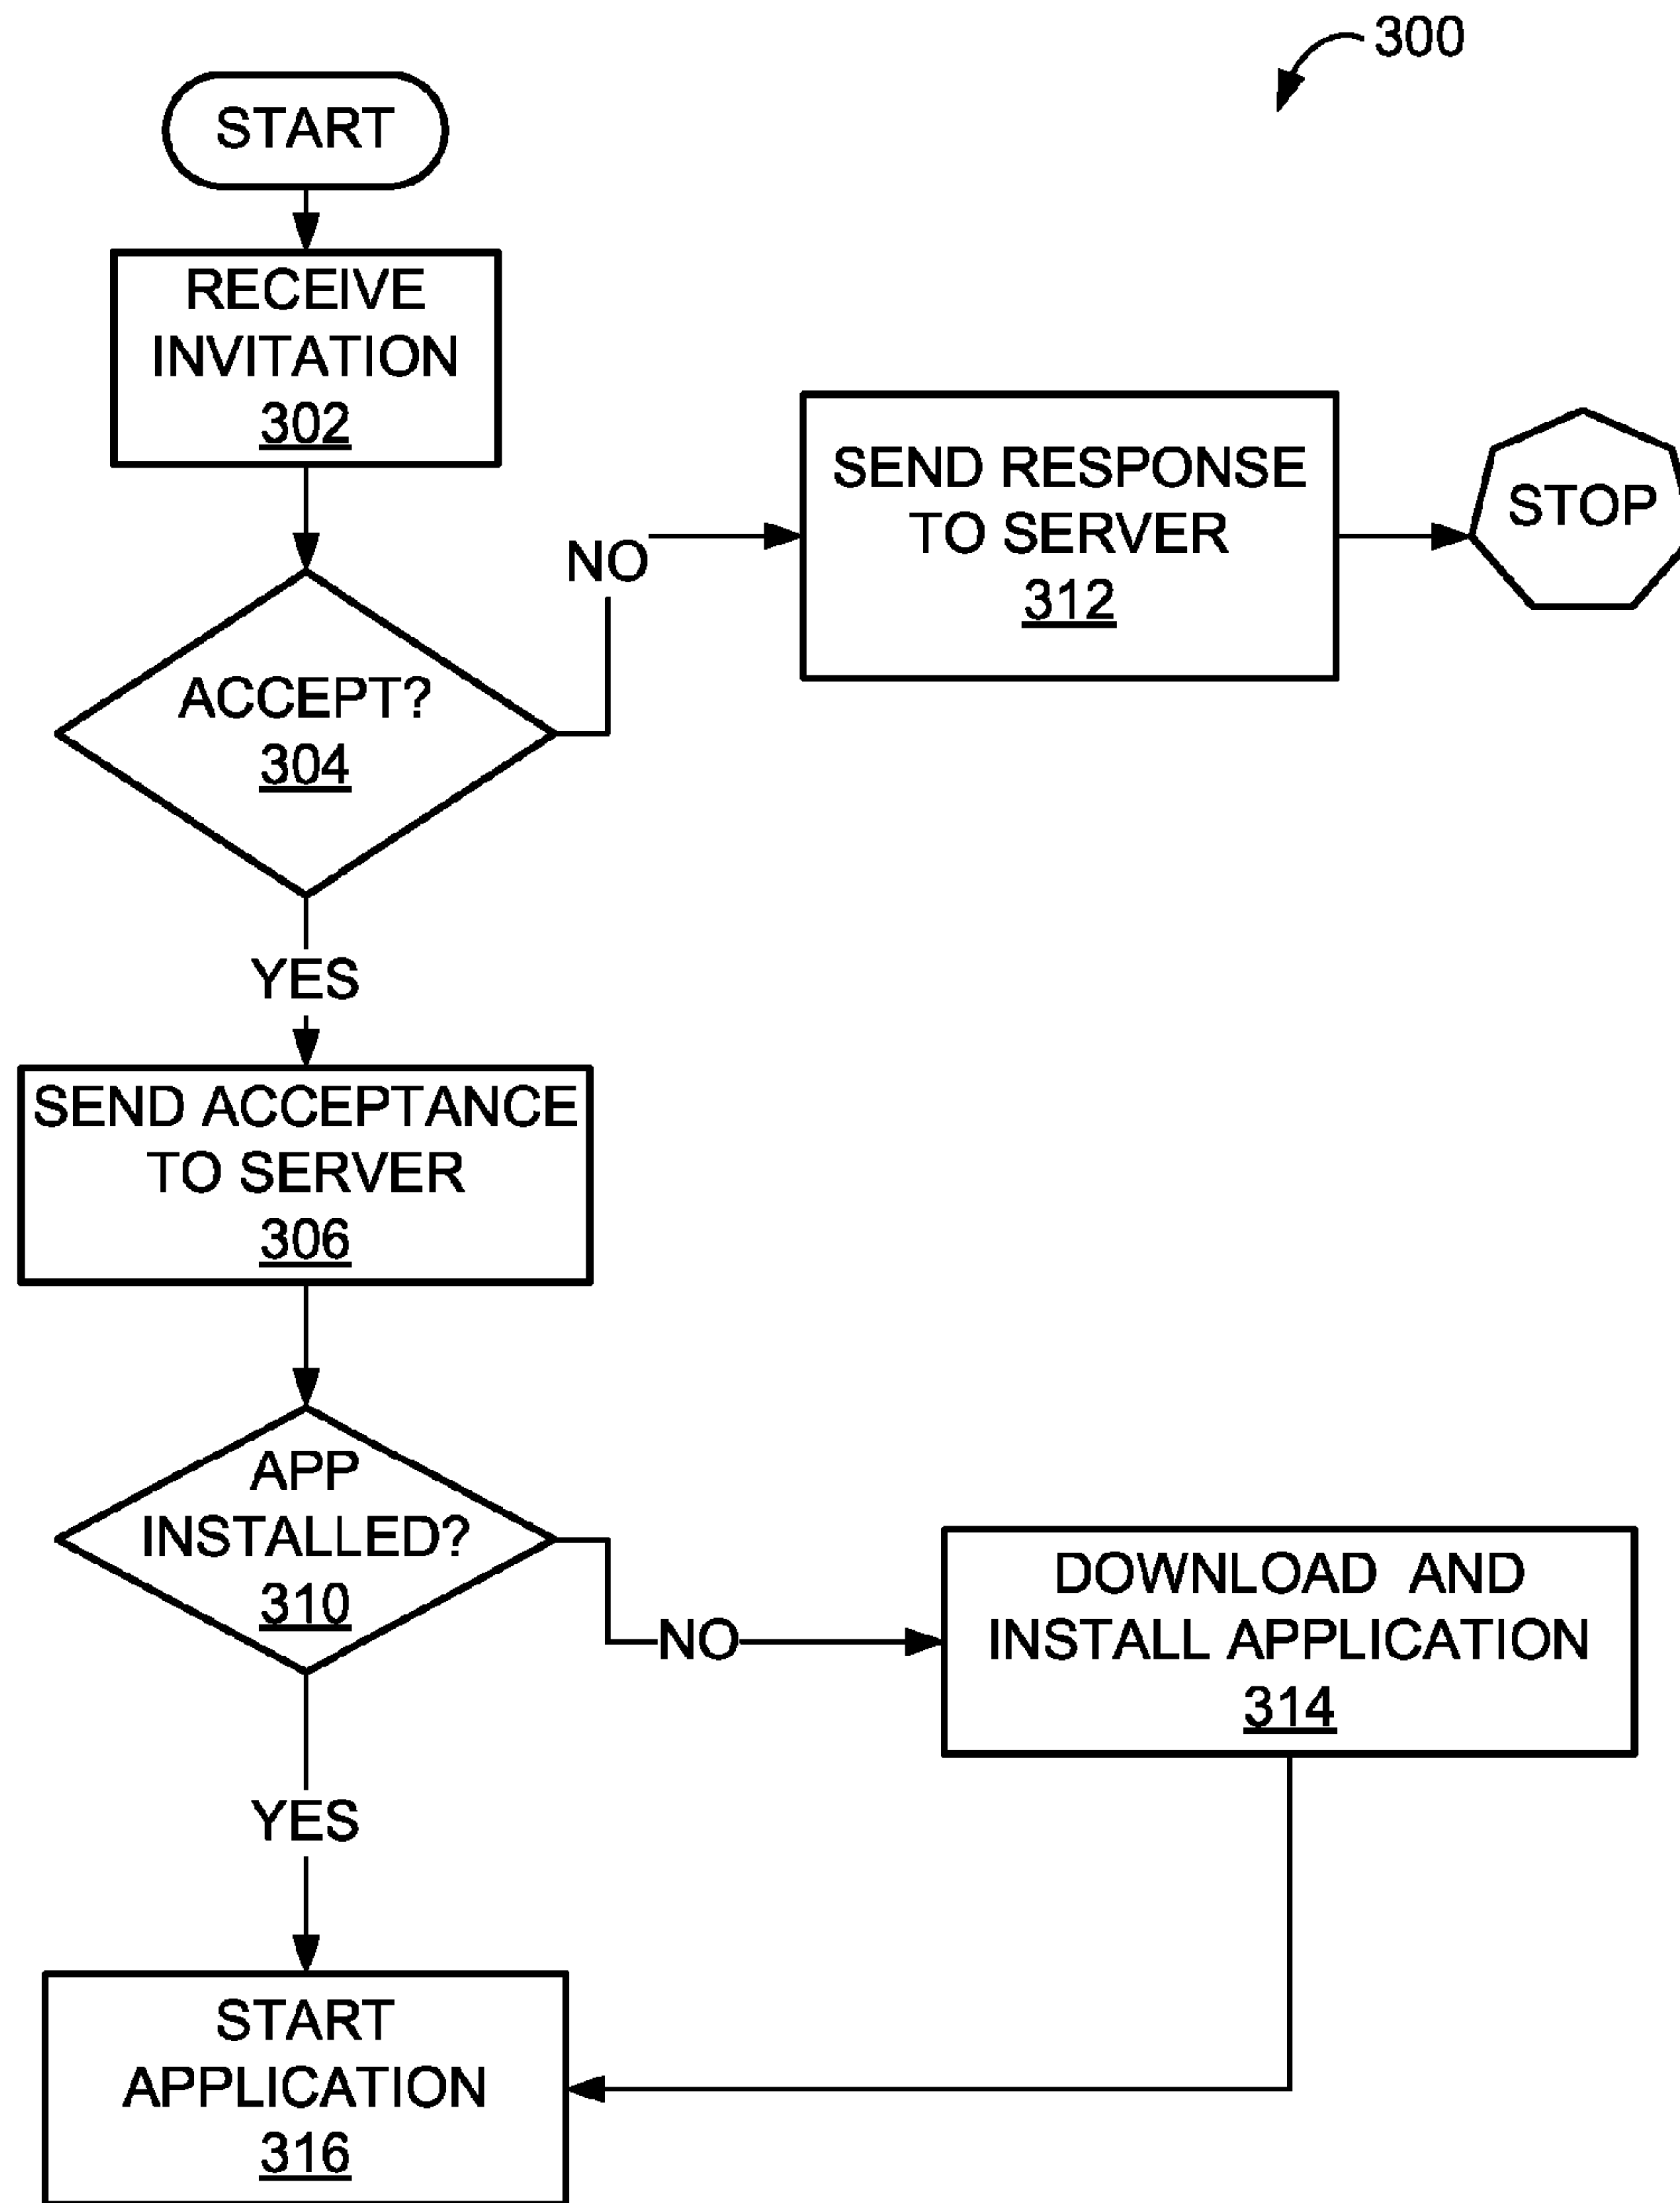 300
START
RECEIVE
INVITATION
302
ACCEPT?
304
NO
SEND RESPONSE
TO SERVER
312
STOP
YES
SEND ACCEPTANCE
TO SERVER
306
APP
INSTALLED?
310
NO
DOWNLOAD AND
INSTALL APPLICATION
314
YES
START
APPLICATION
316